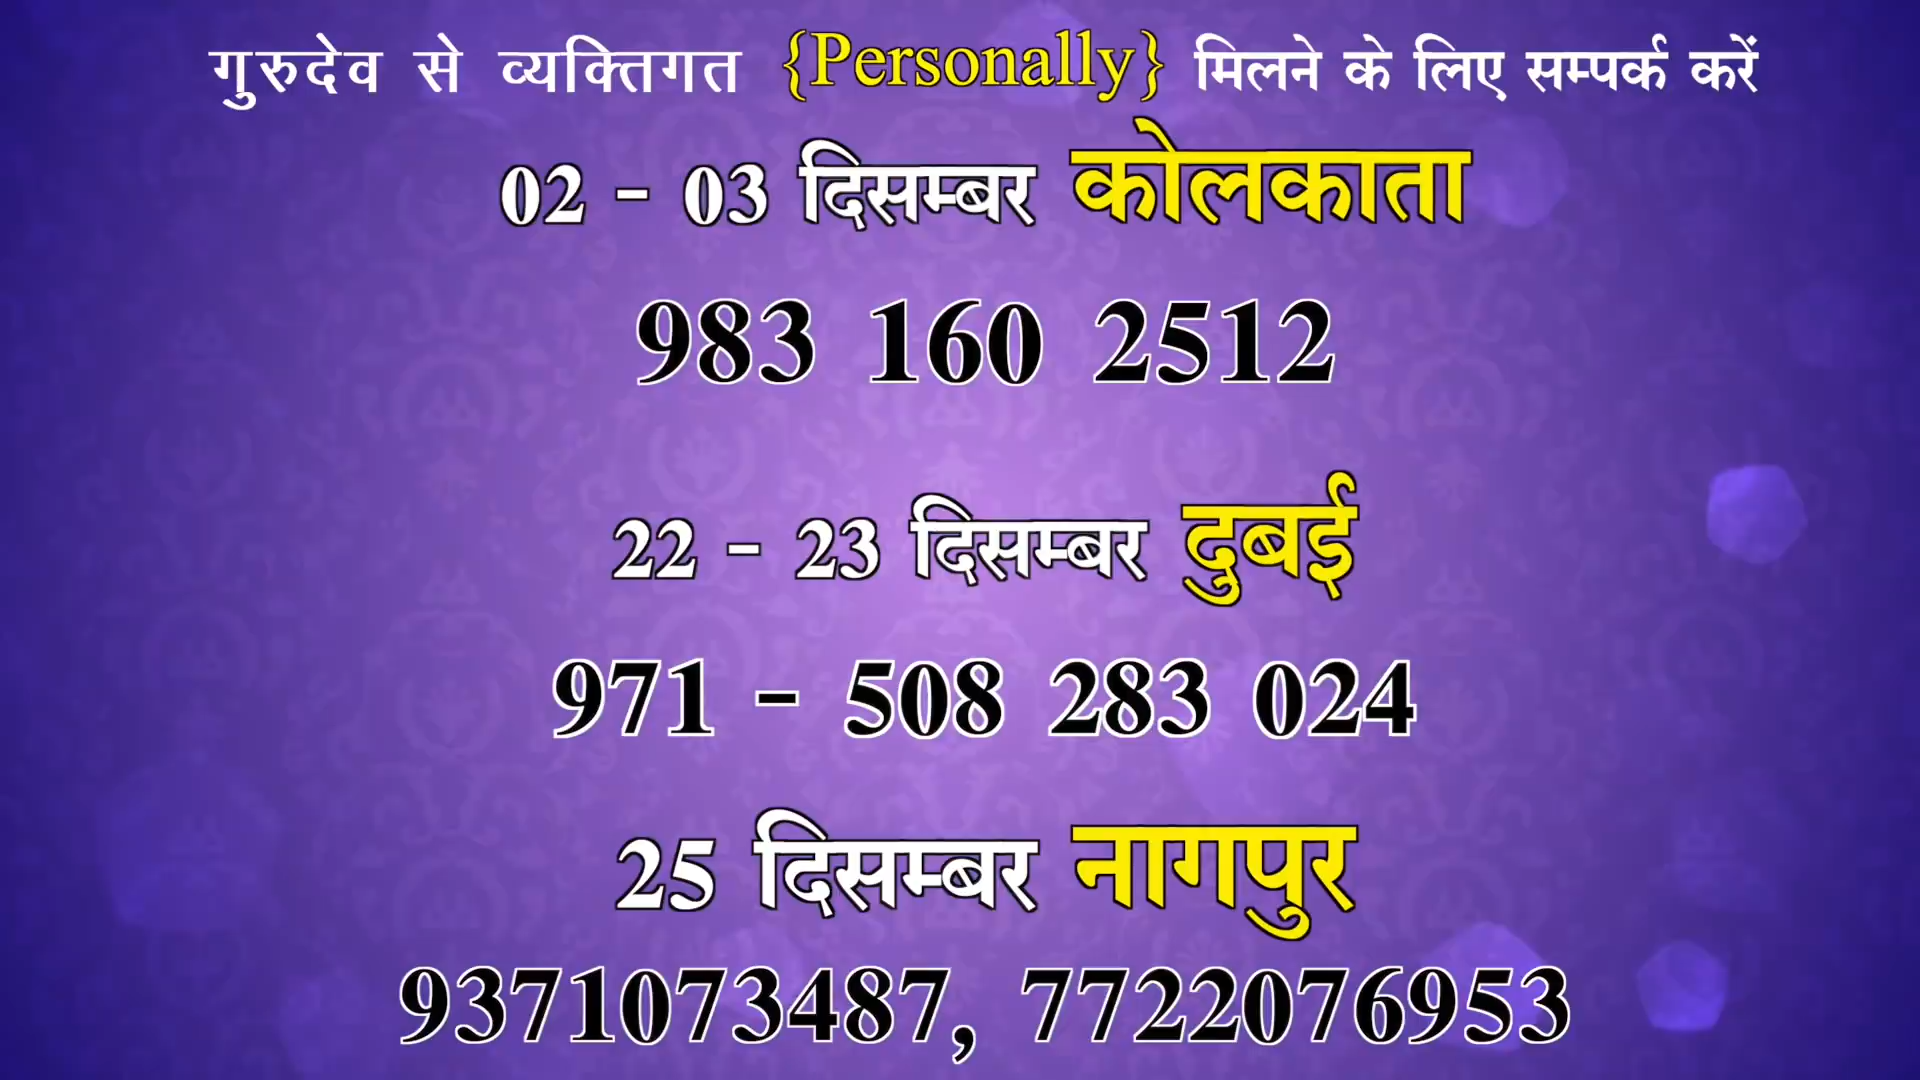 गुरुदेव से व्यक्तिगत {Personally} मिलने के लिए सम्पर्क करें
02 - 03 दिसम्बर कोलकाता
983 160 2512
22 - 23 दिसम्बर दुबई
971 - 508 283 024
25 दिसम्बर नागपुर
9371073487, 7722076953